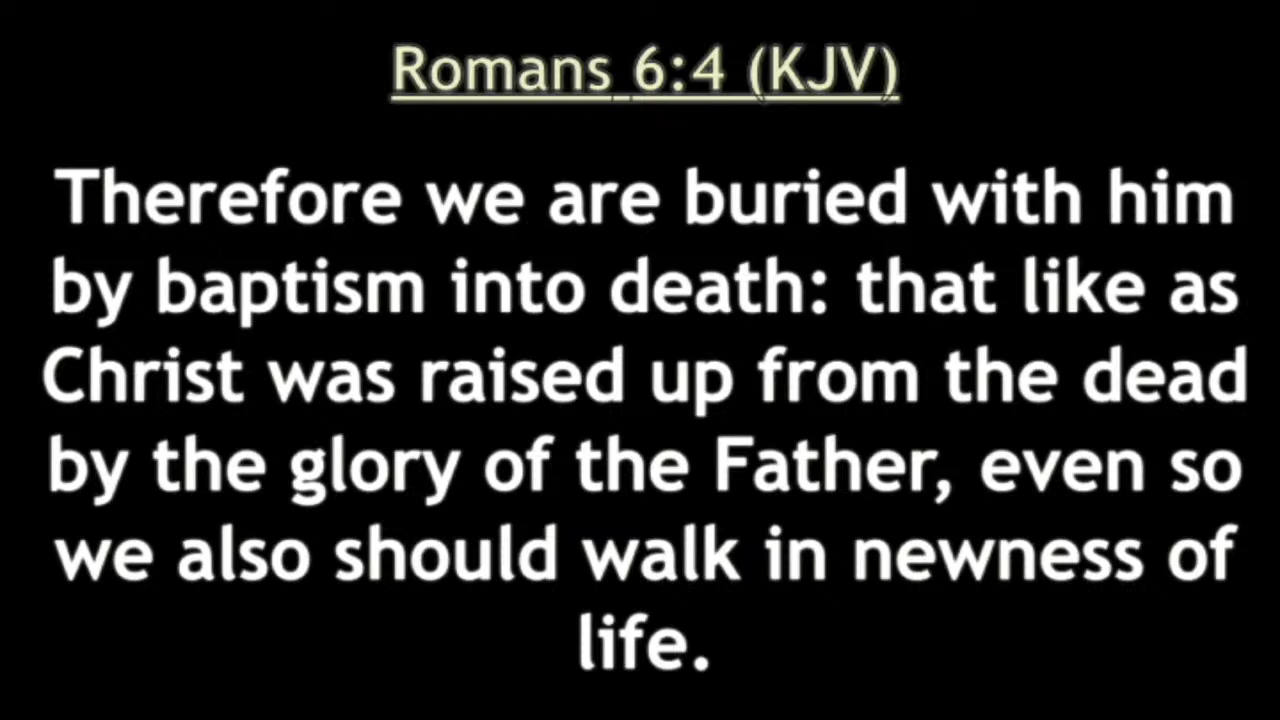 Romans 6:4 (KJV)
Therefore we are buried with him
by baptism into death: that like as
Christ was raised up from the dead
by the glory of the Father, even so
we also should walk in newness of
life.